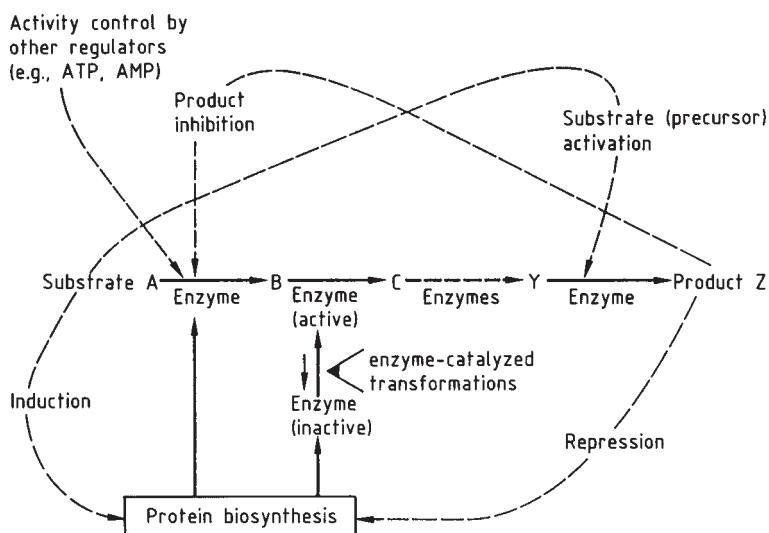 Activity control by
other regulators
(e.g., ATP, AMP)
Product
inhibition
Substrate (precursor)
activation
Substrate A
Enzyme
B
Enzyme
(active)
C
Enzymes
Y
Enzyme
Product Z
enzyme-catalyzed
transformations
Enzyme
(inactive)
Induction
Repression
Protein biosynthesis